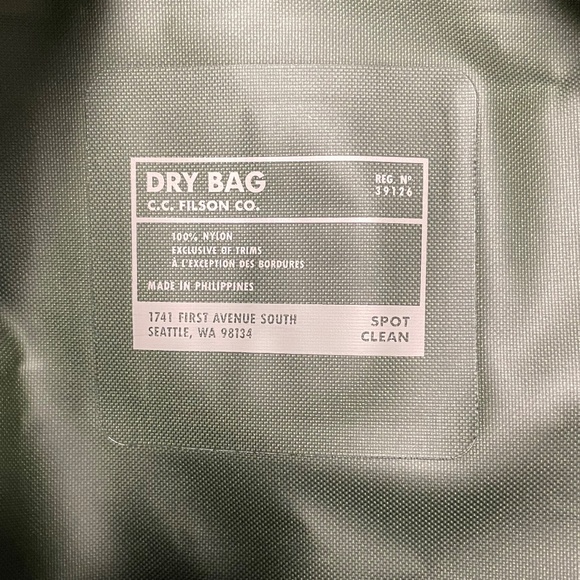 DRY BAG
C.C. FILSON CO.
REG. Nº
39126
100% NYLON
EXCLUSIVE OF TRIMS
À L'EXCEPTION DES BORDURES
MADE IN PHILIPPINES
1741 FIRST AVENUE SOUTH
SEATTLE, WA 98134
SPOT
CLEAN